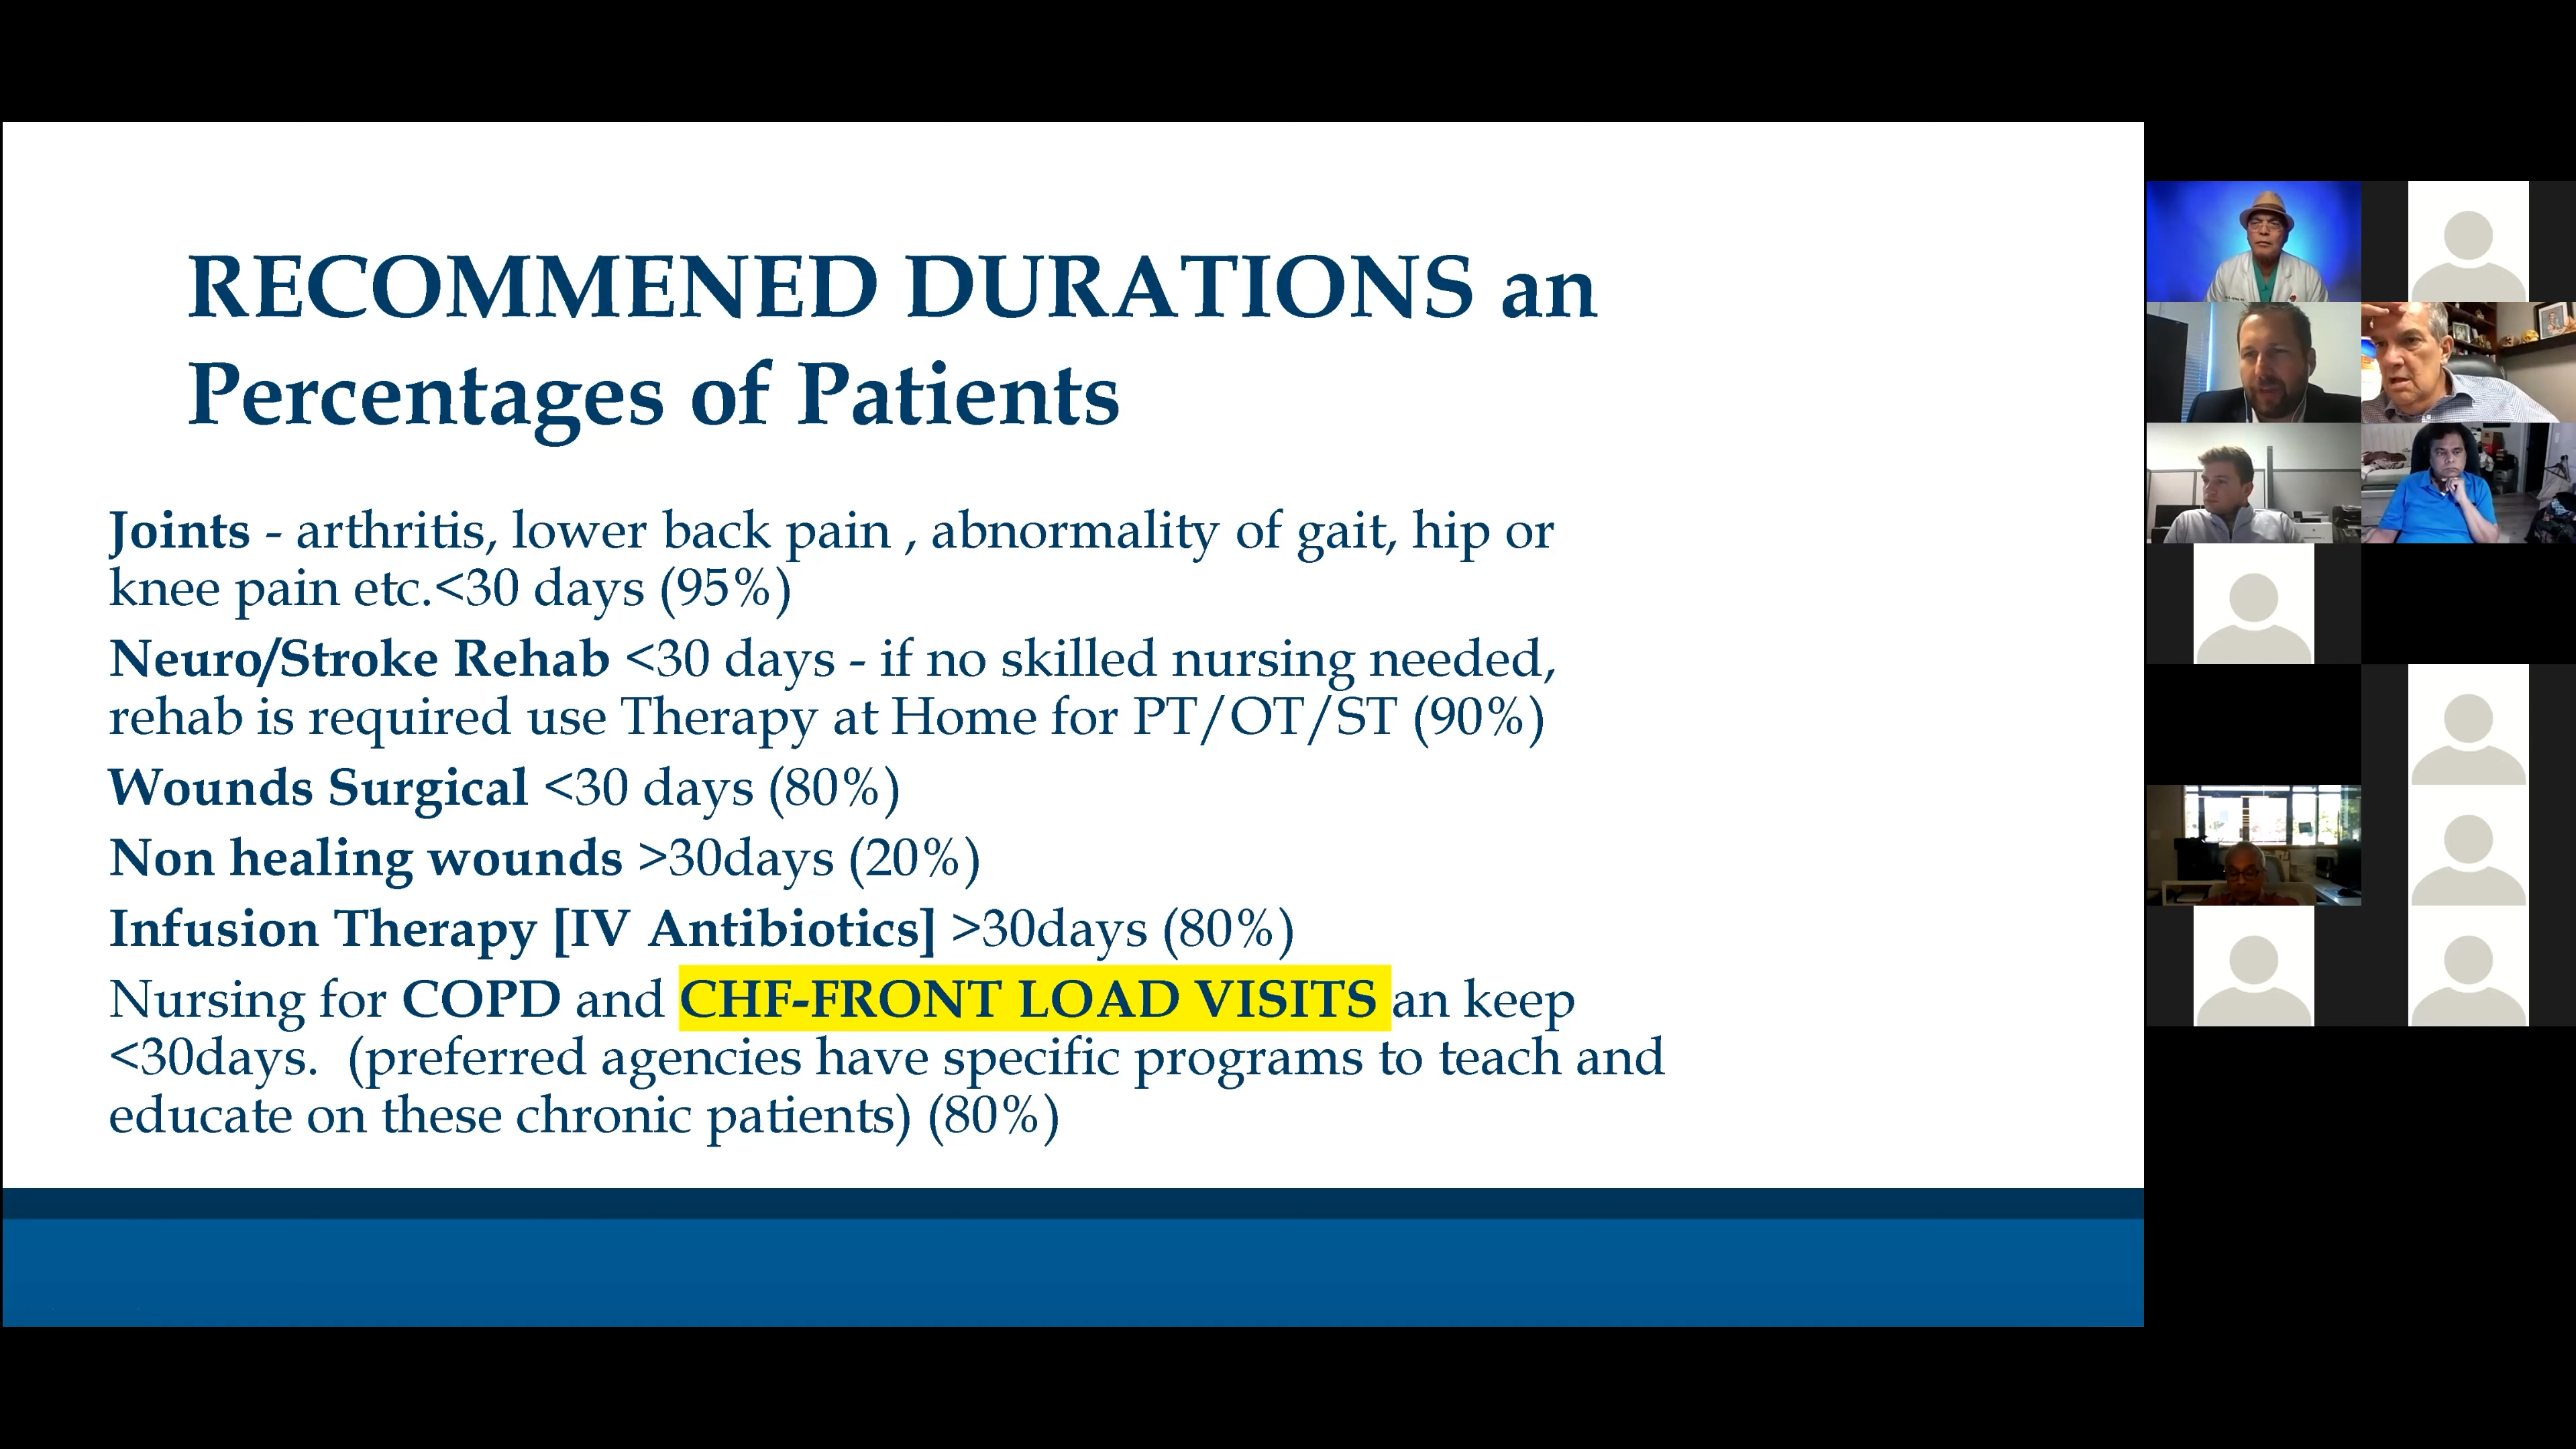 RECOMMENED DURATIONS an
Percentages of Patients
Joints - arthritis, lower back pain , abnormality of gait, hip or
knee pain etc.<30 days (95%)
Neuro/Stroke Rehab <30 days - if no skilled nursing needed,
rehab is required use Therapy at Home for PT/OT/ST (90%)
Wounds Surgical <30 days (80%)
Non healing wounds >30days (20%)
Infusion Therapy [IV Antibiotics] >30days (80%)
Nursing for COPD and CHF-FRONT LOAD VISITS an keep
<30days.  (preferred agencies have specific programs to teach and
educate on these chronic patients) (80%)